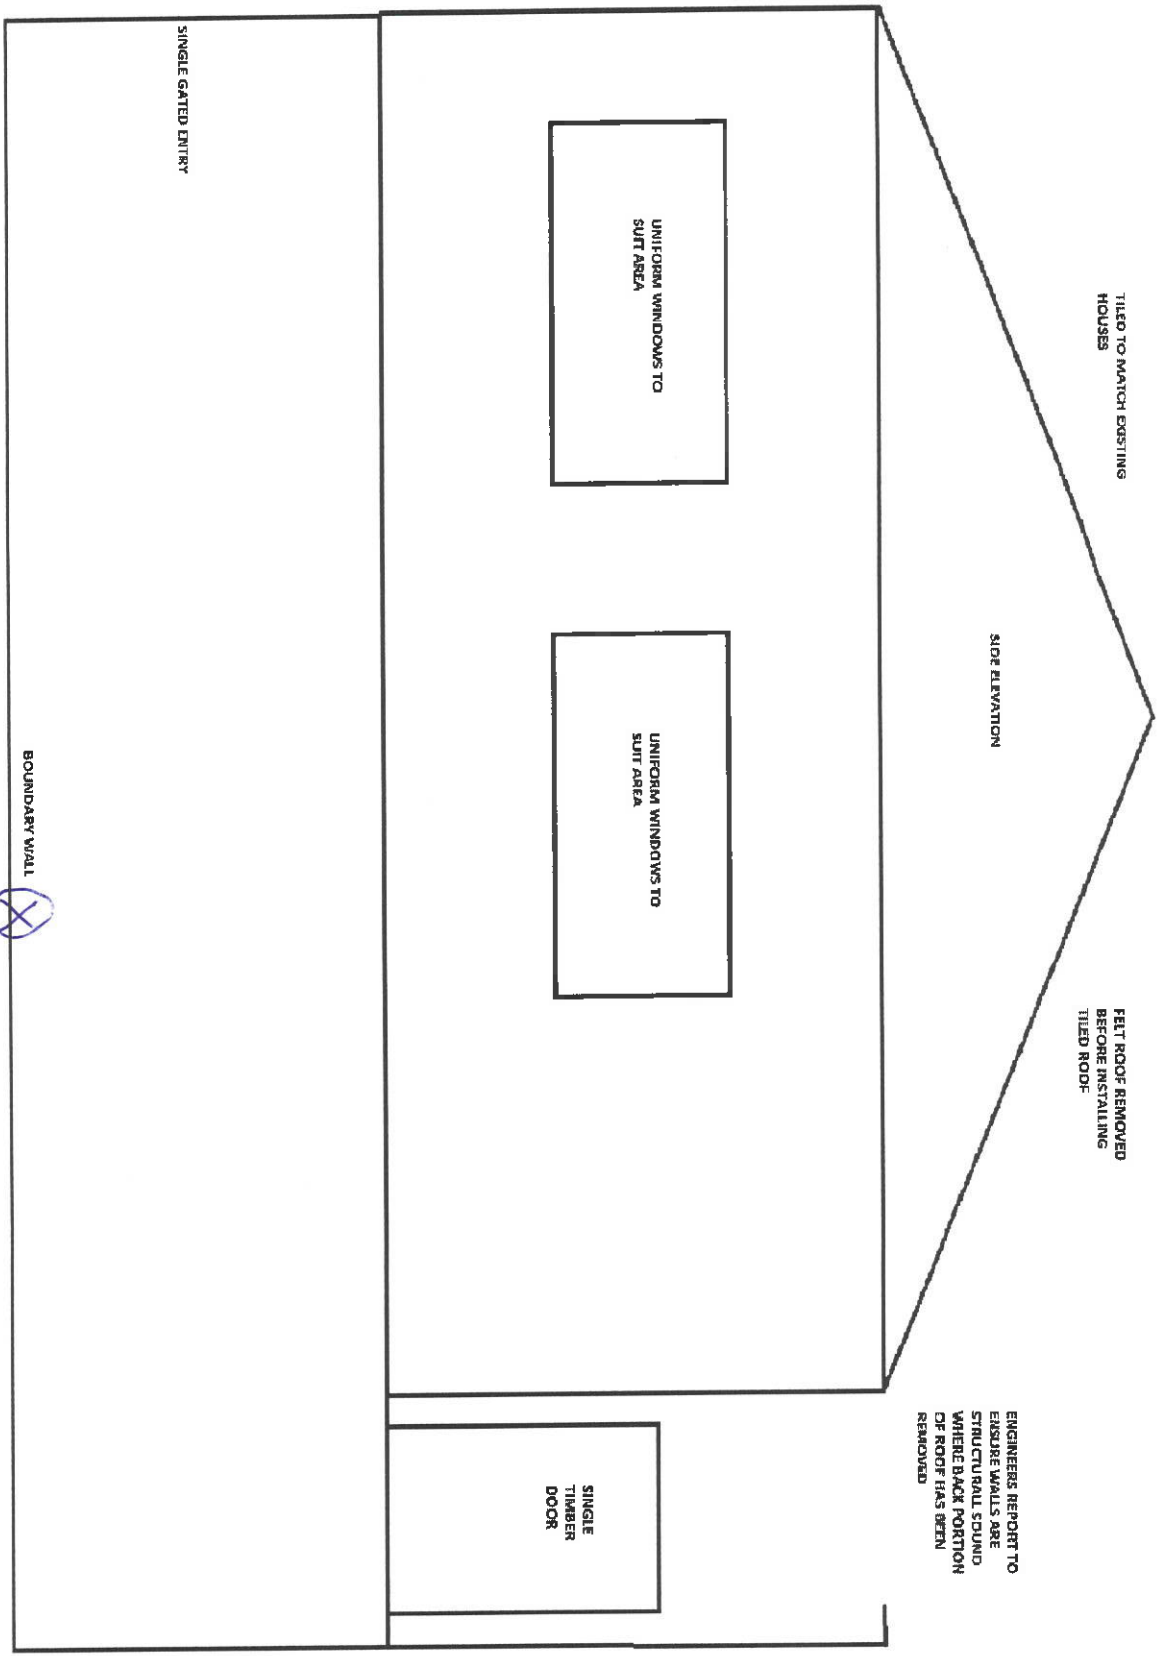 TILED TO MATCH EXISTING
HOUSES
FELT ROOF REMOVED
BEFORE INSTALLING
TILED ROOF
ENGINEERS REPORT TO
ENSURE WALLS ARE
STRUCTURALL SOUND
WHERE BACK PORTION
OF ROOF HAS BEEN
REMOVED
SIDE ELEVATION
UNIFORM WINDOWS TO
SUIT AREA
UNIFORM WINDOWS TO
SUIT AREA
SINGLE
TIMBER
DOOR
SINGLE GATED ENTRY
BOUNDARY WALL
X